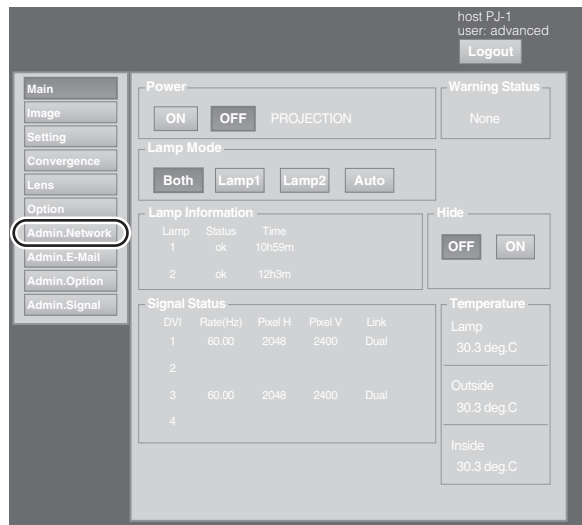 host PJ-1
user: advanced
Logout
Main
Image
Setting
Convergence
Lens
Option
Admin.Network
Admin.E-Mail
Admin.Option
Admin.Signal
Power
ON OFF PROJECTION
Warning Status
None
Lamp Mode
Both Lamp1 Lamp2 Auto
Lamp Information
Lamp Status Time
1 ok 10h59m
2 ok 12h3m
Hide
OFF ON
Signal Status
DVI Rate(Hz) Pixel H Pixel V Link
1 60.00 2048 2400 Dual
2
3 60.00 2048 2400 Dual
4
Temperature
Lamp
30.3 deg.C
Outside
30.3 deg.C
Inside
30.3 deg.C